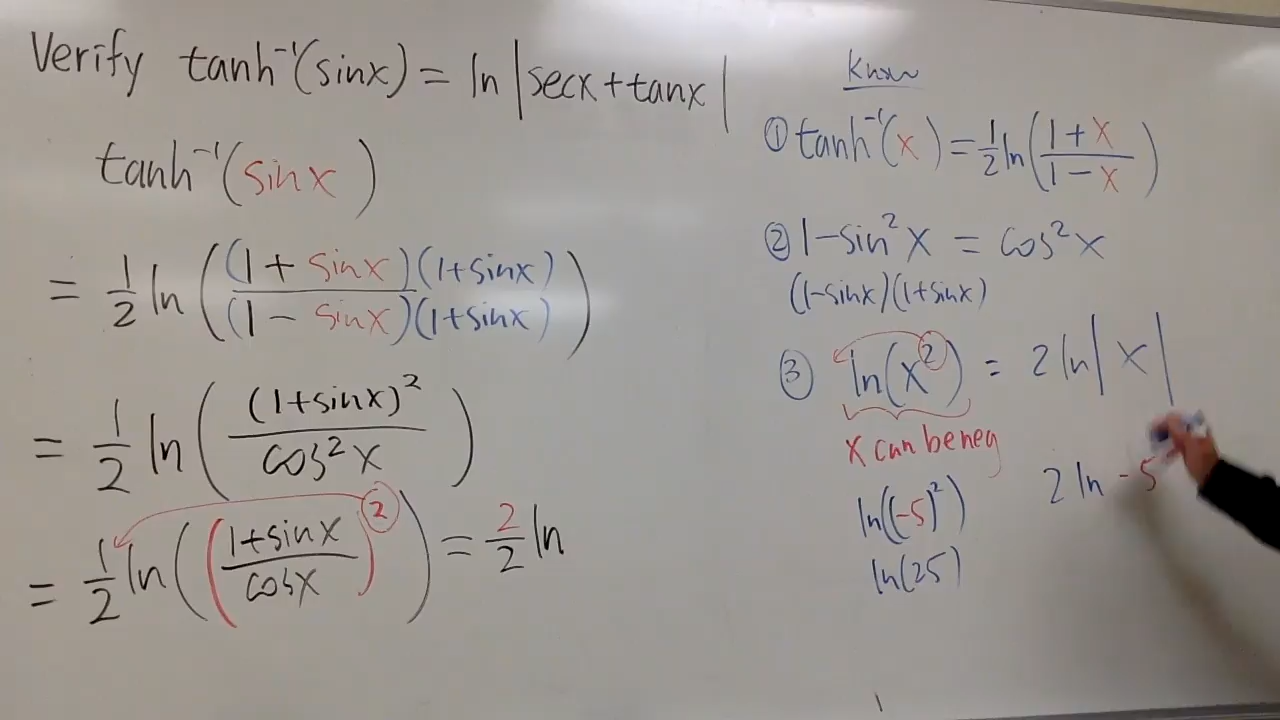 Verify tanh⁻¹(sinx) = ln|secx + tanx|
tanh⁻¹(sinx)
= 1/2 ln((1 + sinx)(1+sinx) / (1 - sinx)(1+sinx))
= 1/2 ln((1+sinx)² / cos²x)
= 1/2 ln(((1+sinx)/cosx)²) = 2/2 ln
Know
① tanh⁻¹(x) = 1/2 ln((1+x)/(1-x))
② 1-sin²x = cos²x
(1-sinx)(1+sinx)
③ ln(x²) = 2 ln|x|
x can be neg
ln((-5)²) 2 ln -5
ln(25)